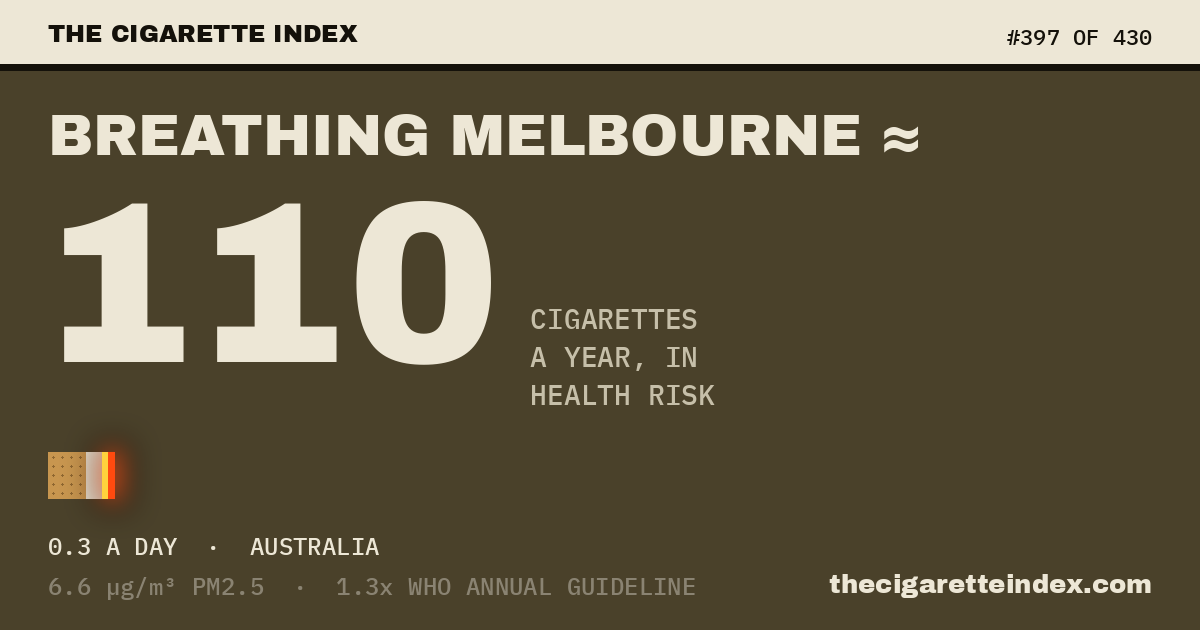 THE CIGARETTE INDEX
#397 OF 430
BREATHING MELBOURNE ≈
110
CIGARETTES
A YEAR, IN
HEALTH RISK
0.3 A DAY · AUSTRALIA
6.6 µg/m³ PM2.5 · 1.3x WHO ANNUAL GUIDELINE
thecigaretteindex.com